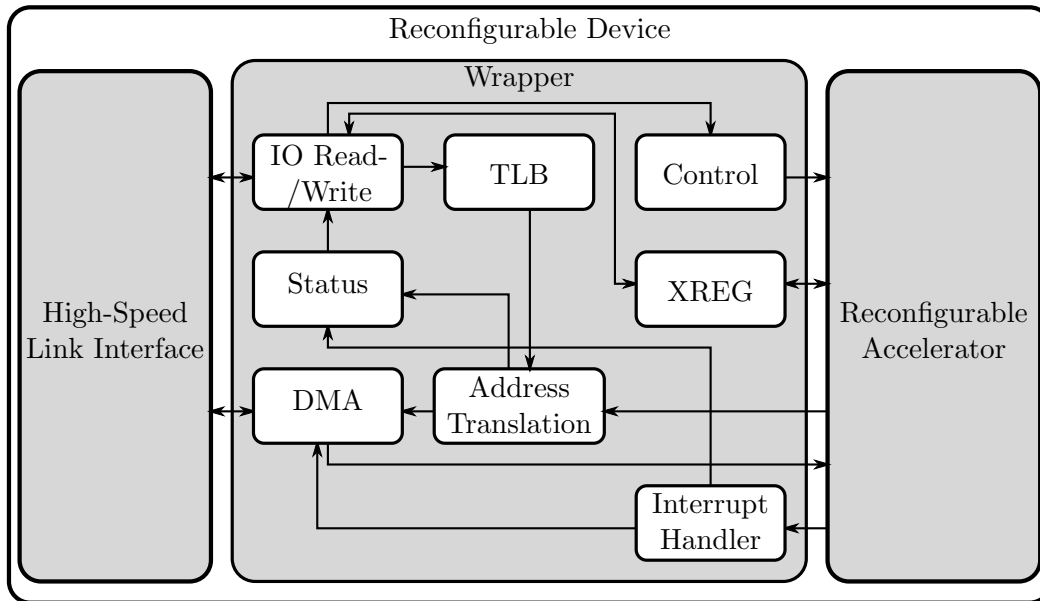 Reconfigurable Device
Wrapper
IO Read-
/Write
TLB
Control
Status
XREG
High-Speed
Link Interface
Reconfigurable
Accelerator
DMA
Address
Translation
Interrupt
Handler